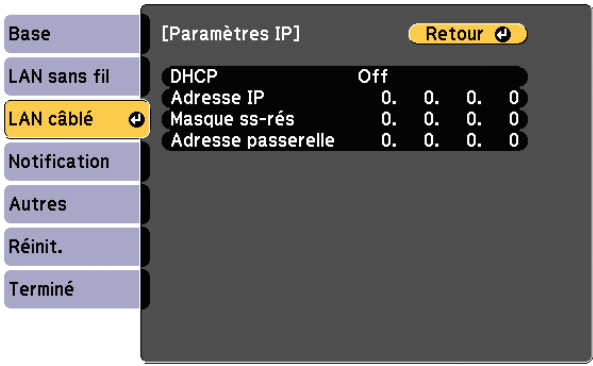 Base
LAN sans fil
LAN câblé
Notification
Autres
Réinit.
Terminé
[Paramètres IP] Retour
DHCP Off
Adresse IP 0. 0. 0. 0
Masque ss-rés 0. 0. 0. 0
Adresse passerelle 0. 0. 0. 0